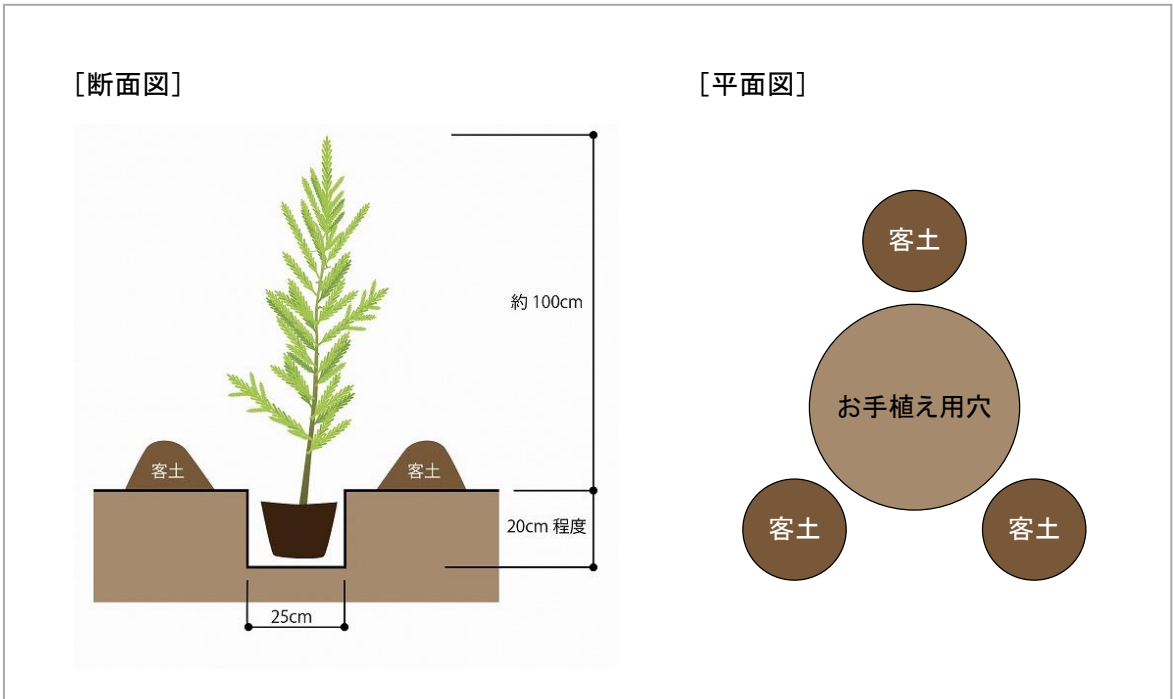 ［断面図］
［平面図］
約 100cm
客土
客土
20cm 程度
25cm
客土
お手植え用穴
客土
客土